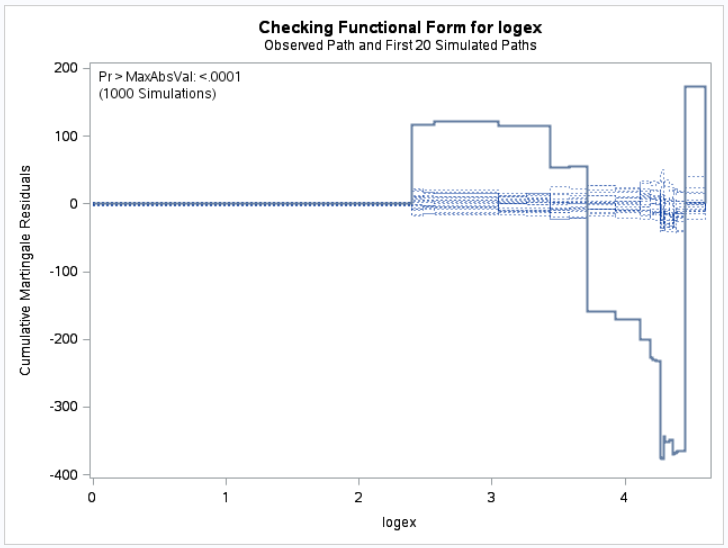 Checking Functional Form for logex
Observed Path and First 20 Simulated Paths
Pr > MaxAbsVal: <.0001
(1000 Simulations)
200
100
0
-100
-200
-300
-400
Cumulative Martingale Residuals
0 1 2 3 4
logex